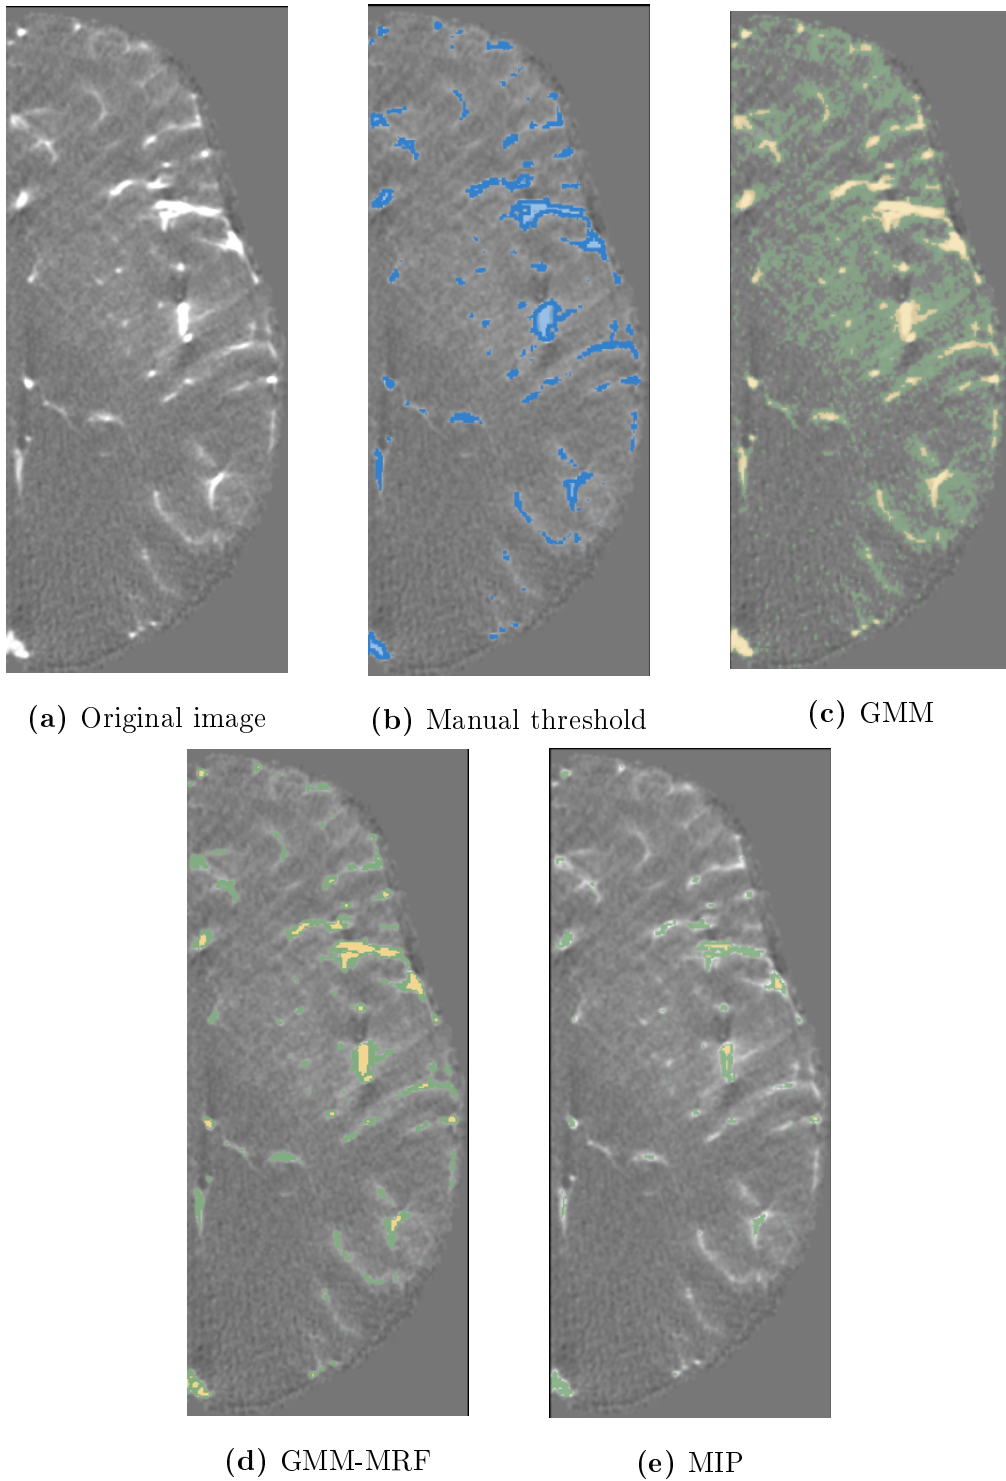 (a) Original image
(b) Manual threshold
(c) GMM
(d) GMM-MRF
(e) MIP